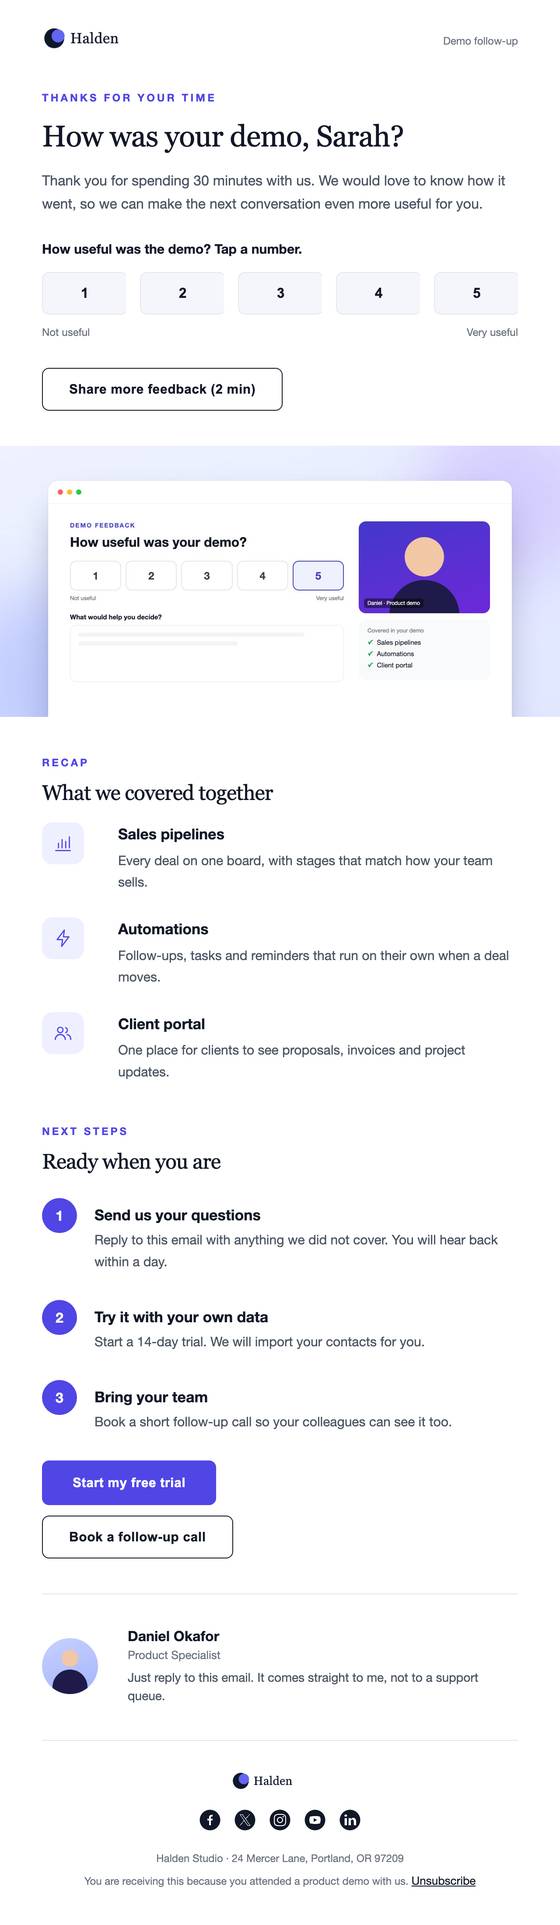 Halden
Demo follow-up
THANKS FOR YOUR TIME
How was your demo, Sarah?
Thank you for spending 30 minutes with us. We would love to know how it
went, so we can make the next conversation even more useful for you.
How useful was the demo? Tap a number.
1 2 3 4 5
Not useful Very useful
Share more feedback (2 min)
DEMO FEEDBACK
How useful was your demo?
1 2 3 4 5
Not useful Very useful
What would help you decide?
Daniel · Product demo
Covered in your demo
✔ Sales pipelines
✔ Automations
✔ Client portal
RECAP
What we covered together
Sales pipelines
Every deal on one board, with stages that match how your team
sells.
Automations
Follow-ups, tasks and reminders that run on their own when a deal
moves.
Client portal
One place for clients to see proposals, invoices and project
updates.
NEXT STEPS
Ready when you are
1 Send us your questions
Reply to this email with anything we did not cover. You will hear back
within a day.
2 Try it with your own data
Start a 14-day trial. We will import your contacts for you.
3 Bring your team
Book a short follow-up call so your colleagues can see it too.
Start my free trial
Book a follow-up call
Daniel Okafor
Product Specialist
Just reply to this email. It comes straight to me, not to a support
queue.
Halden
Halden Studio · 24 Mercer Lane, Portland, OR 97209
You are receiving this because you attended a product demo with us. Unsubscribe